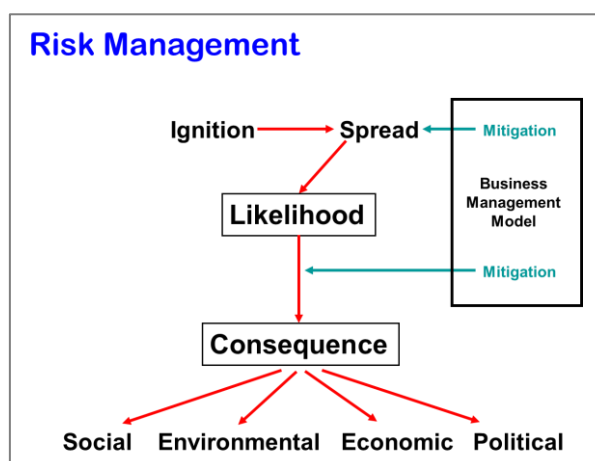 Risk Management
Ignition Spread Mitigation
Likelihood
Business
Management
Model
Mitigation
Consequence
Social Environmental Economic Political